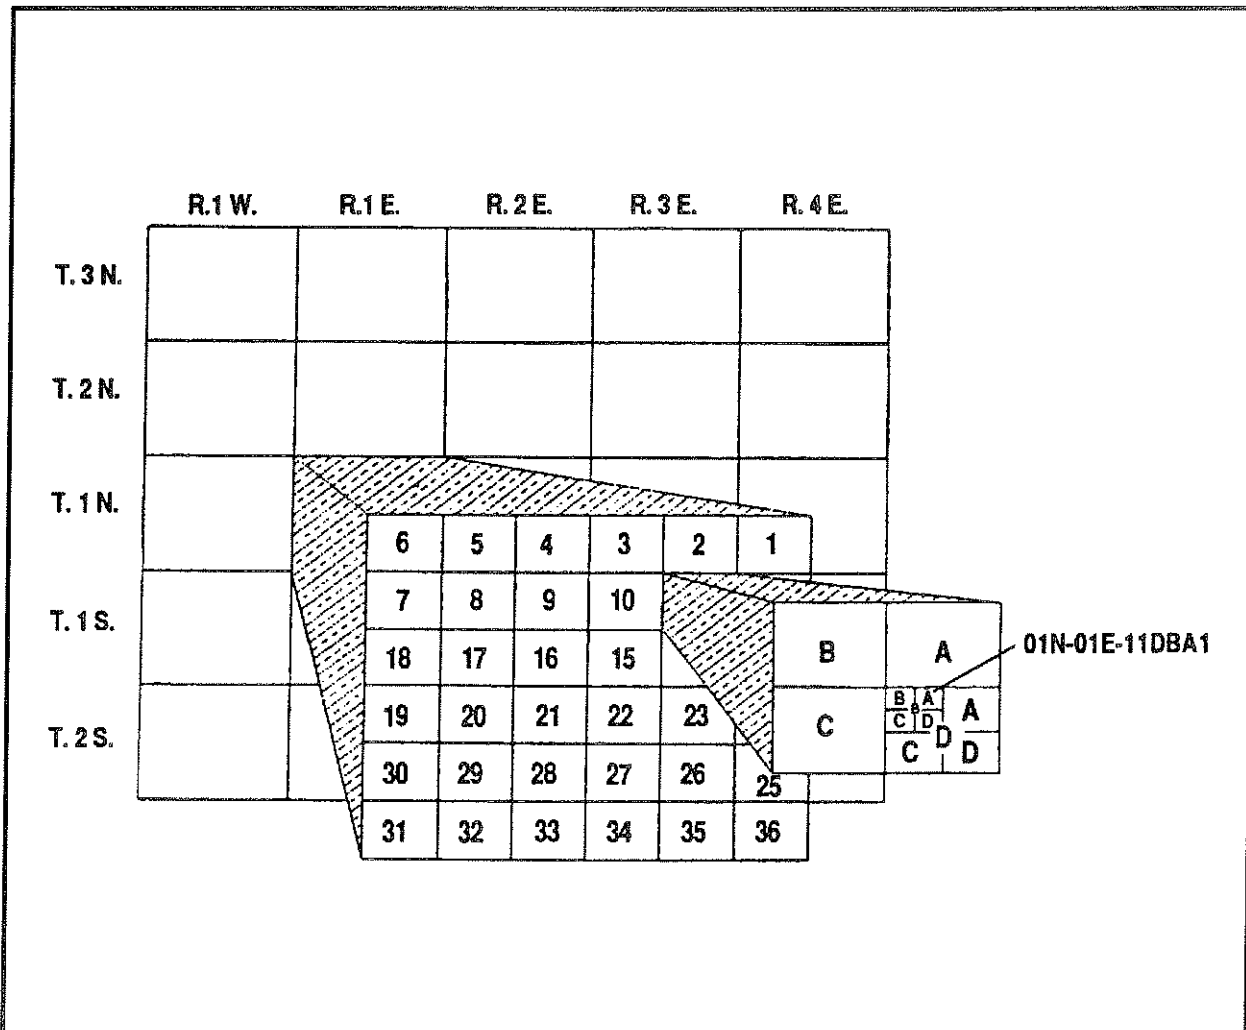 R.1 W. R.1 E. R. 2 E. R. 3 E. R. 4 E.
T. 3 N.
T. 2 N.
T. 1 N.
6 5 4 3 2 1
7 8 9 10
B A 01N-01E-11DBA1
T. 1 S.
18 17 16 15
B A
B
A
C
19 20 21 22 23
C D
D
T. 2 S.
C D
30 29 28 27 26 25
31 32 33 34 35 36